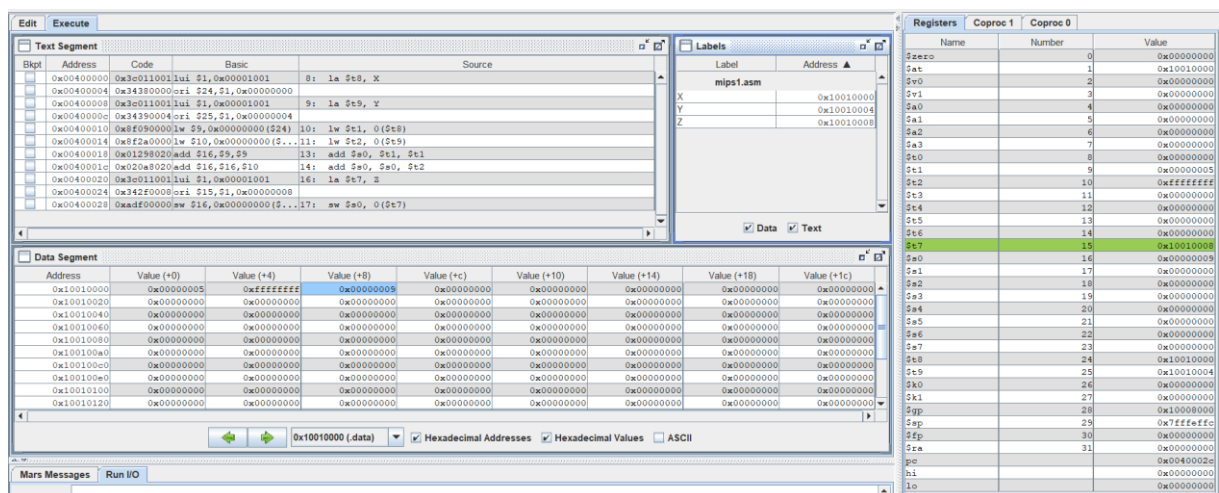 Edit Execute
Text Segment
Bkpt Address Code Basic Source
0x00400000 0x3c011001 lui $1,0x00001001 8: la $t8, X
0x00400004 0x34380000 ori $24,$1,0x00000000
0x00400008 0x3c011001 lui $1,0x00001001 9: la $t9, Y
0x0040000c 0x34390004 ori $25,$1,0x00000004
0x00400010 0x8f090000 lw $9,0x00000000($24) 10: lw $t1, 0($t8)
0x00400014 0x8f2a0000 lw $10,0x00000000($... 11: lw $t2, 0($t9)
0x00400018 0x01298020 add $16,$9,$9 13: add $s0, $t1, $t1
0x0040001c 0x020a8020 add $16,$16,$10 14: add $s0, $s0, $t2
0x00400020 0x3c011001 lui $1,0x00001001 16: la $t7, Z
0x00400024 0x342f0008 ori $15,$1,0x00000008
0x00400028 0xadf00000 sw $16,0x00000000($... 17: sw $s0, 0($t7)
Labels
Label Address ▲
mips1.asm
X 0x10010000
Y 0x10010004
Z 0x10010008
Data Text
Data Segment
Address Value (+0) Value (+4) Value (+8) Value (+c) Value (+10) Value (+14) Value (+18) Value (+1c)
0x10010000 0x00000005 0xffffffff 0x00000009 0x00000000 0x00000000 0x00000000 0x00000000 0x00000000
0x10010020 0x00000000 0x00000000 0x00000000 0x00000000 0x00000000 0x00000000 0x00000000 0x00000000
0x10010040 0x00000000 0x00000000 0x00000000 0x00000000 0x00000000 0x00000000 0x00000000 0x00000000
0x10010060 0x00000000 0x00000000 0x00000000 0x00000000 0x00000000 0x00000000 0x00000000 0x00000000
0x10010080 0x00000000 0x00000000 0x00000000 0x00000000 0x00000000 0x00000000 0x00000000 0x00000000
0x100100a0 0x00000000 0x00000000 0x00000000 0x00000000 0x00000000 0x00000000 0x00000000 0x00000000
0x100100c0 0x00000000 0x00000000 0x00000000 0x00000000 0x00000000 0x00000000 0x00000000 0x00000000
0x100100e0 0x00000000 0x00000000 0x00000000 0x00000000 0x00000000 0x00000000 0x00000000 0x00000000
0x10010100 0x00000000 0x00000000 0x00000000 0x00000000 0x00000000 0x00000000 0x00000000 0x00000000
0x10010120 0x00000000 0x00000000 0x00000000 0x00000000 0x00000000 0x00000000 0x00000000 0x00000000
0x10010000 (.data) Hexadecimal Addresses Hexadecimal Values ASCII
Mars Messages Run I/O
Registers Coproc 1 Coproc 0
Name Number Value
$zero 0 0x00000000
$at 1 0x10010000
$v0 2 0x00000000
$v1 3 0x00000000
$a0 4 0x00000000
$a1 5 0x00000000
$a2 6 0x00000000
$a3 7 0x00000000
$t0 8 0x00000000
$t1 9 0x00000005
$t2 10 0xffffffff
$t3 11 0x00000000
$t4 12 0x00000000
$t5 13 0x00000000
$t6 14 0x00000000
$t7 15 0x10010008
$s0 16 0x00000009
$s1 17 0x00000000
$s2 18 0x00000000
$s3 19 0x00000000
$s4 20 0x00000000
$s5 21 0x00000000
$s6 22 0x00000000
$s7 23 0x00000000
$t8 24 0x10010000
$t9 25 0x10010004
$k0 26 0x00000000
$k1 27 0x00000000
$gp 28 0x10008000
$sp 29 0x7fffeffc
$fp 30 0x00000000
$ra 31 0x00000000
pc 0x0040002c
hi 0x00000000
lo 0x00000000